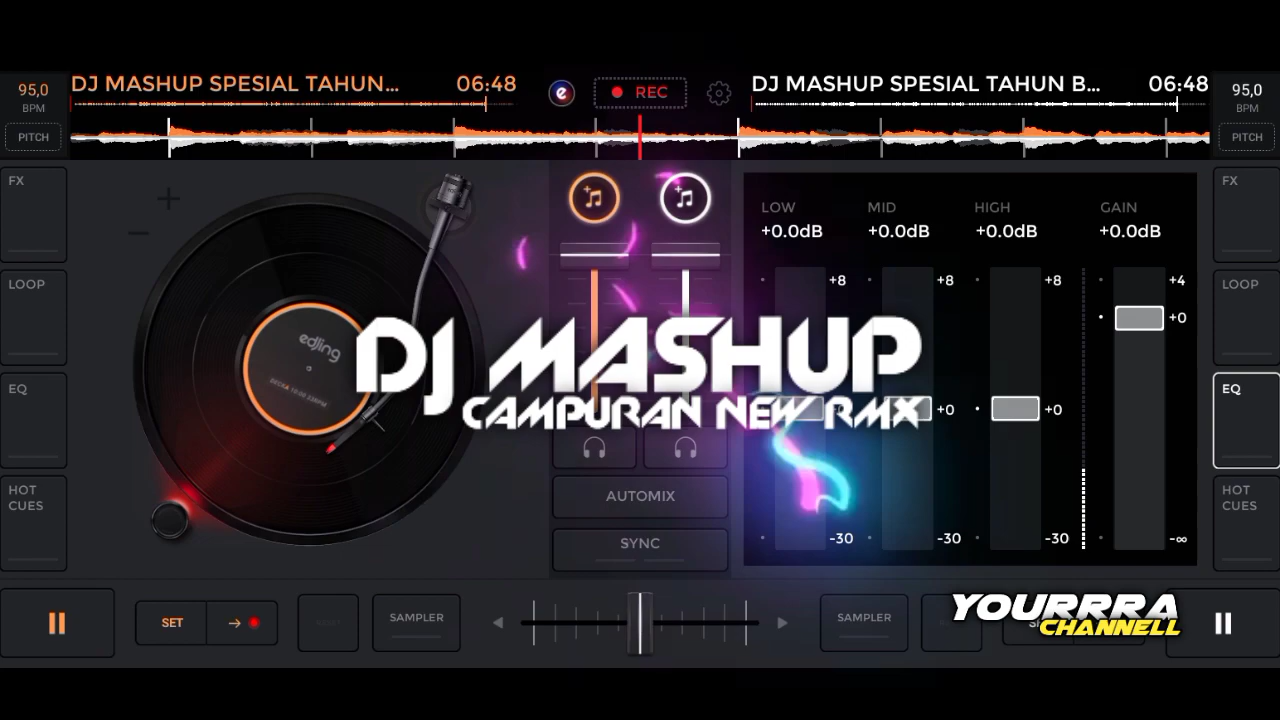 95,0
BPM
PITCH
DJ MASHUP SPESIAL TAHUN...
06:48
e
REC
DJ MASHUP SPESIAL TAHUN B...
06:48
95,0
BPM
PITCH
FX
LOOP
EQ
HOT
CUES
edjing
LOW
+0.0dB
MID
+0.0dB
HIGH
+0.0dB
GAIN
+0.0dB
+8
+8
+8
+4
+0
DJ MASHUP
CAMPURAN NEW RMX
+0
+0
-30
-30
-30
-∞
FX
LOOP
EQ
HOT
CUES
AUTOMIX
SYNC
SET
SAMPLER
SAMPLER
YOURRRA
CHANNELL